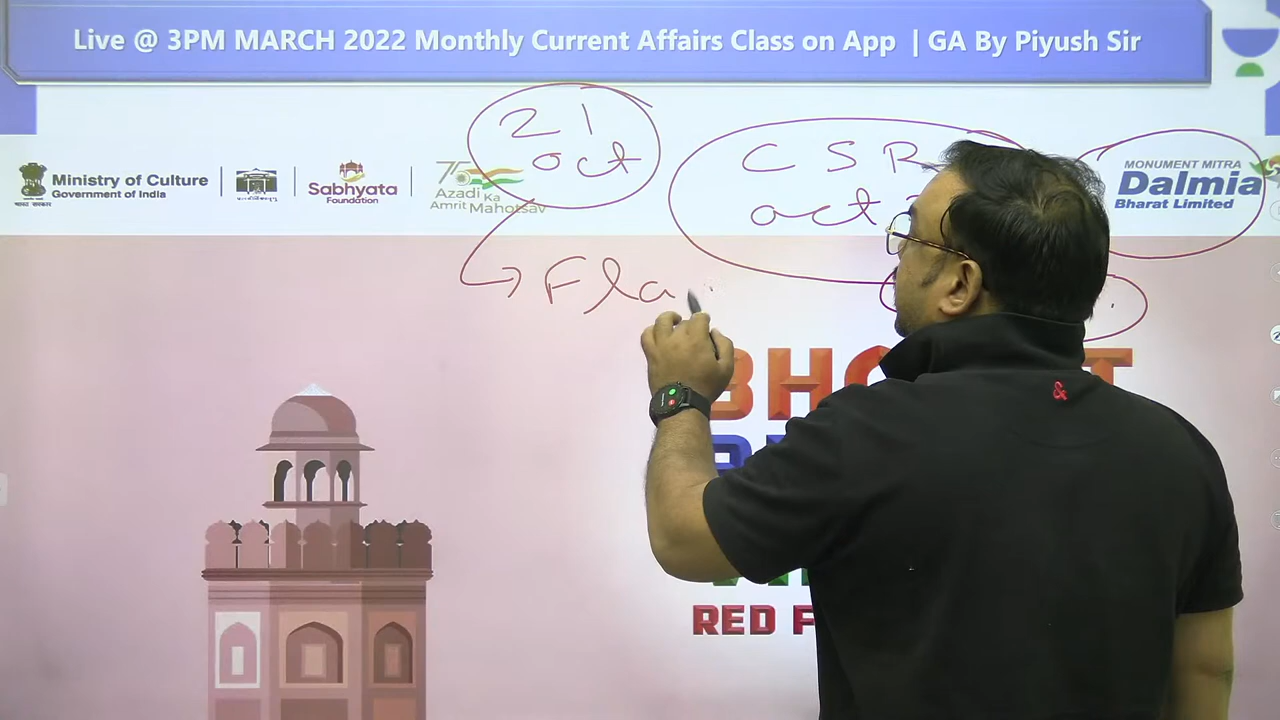 Live @ 3PM MARCH 2022 Monthly Current Affairs Class on App | GA By Piyush Sir
21
oct
CSR
act
Ministry of Culture
Government of India
Sabhyata
Foundation
75
Azadi Ka
Amrit Mahotsav
MONUMENT MITRA
Dalmia
Bharat Limited
Fla
RED F